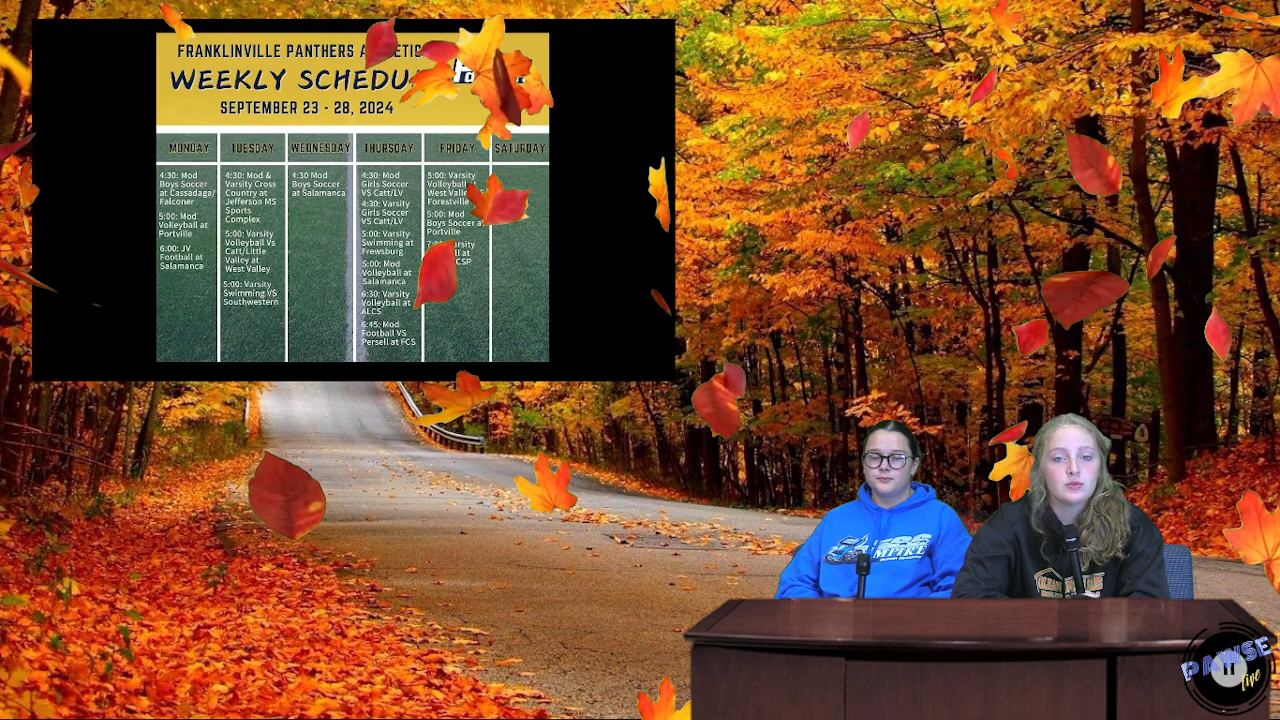 FRANKLINVILLE PANTHERS
WEEKLY
SEPTEMBER 23 - 28, 2024
MONDAY
4:30: Mod
Boys Soccer
at Cassadaga/
Falconer
5:00: Mod
Volleyball at
Portville
6:00: JV
Football at
Salamanca
TUESDAY
4:30: Mod &
Varsity Cross
Country at
Jefferson MS
Sports
Complex
5:00: Varsity
Volleyball Vs
Catt/Little
Valley at
West Valley
5:00: Varsity
Swimming VS
Southwestern
WEDNESDAY
4:30 Mod
Boys Soccer
at Salamanca
THURSDAY
4:30: Mod
Girls Soccer
VS Catt/LV
4:30: Varsity
Girls Soccer
VS Catt/LV
5:00: Varsity
Swimming at
Frewsburg
5:00: Mod
Volleyball at
Salamanca
6:30: Varsity
Volleyball at
ALCS
6:45: Mod
Football VS
Persell at FCS
FRIDAY
5:00: Varsity
Volleyball
West
Forestville
5:00: Mod
Boys Soccer at
Portville
SATURDAY
EMPIRE
PAWSE
live